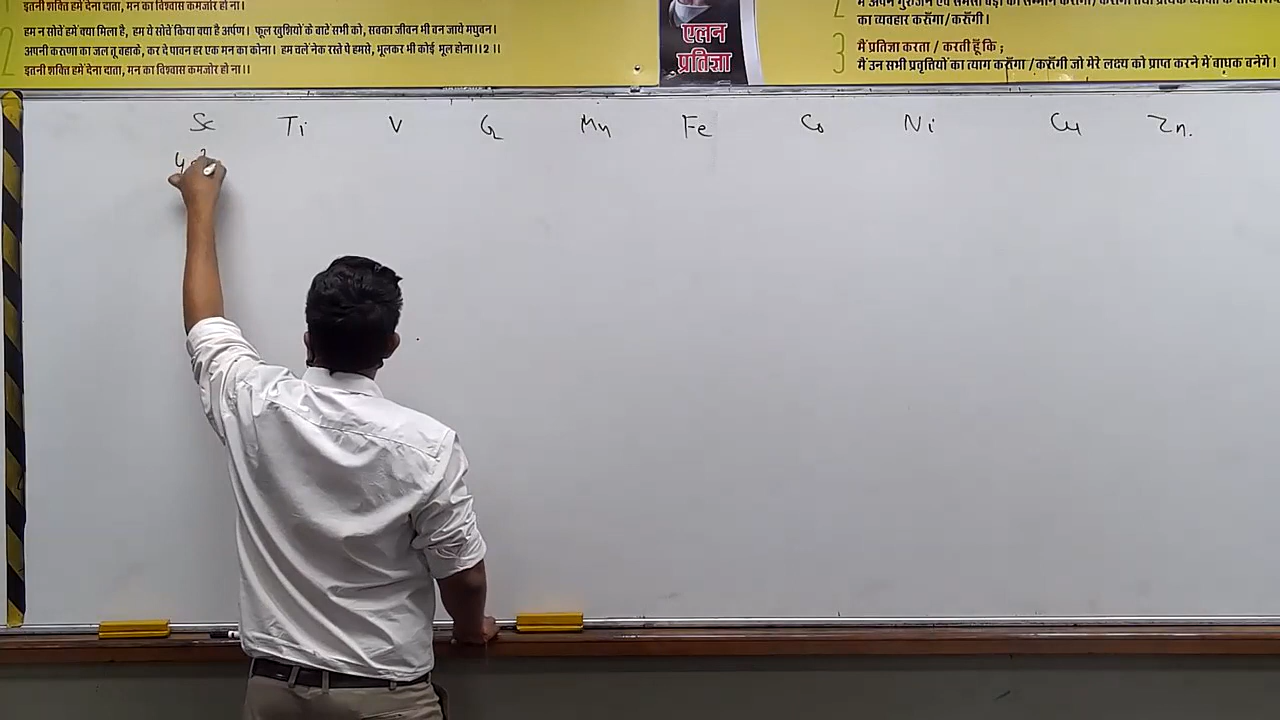 इतनी शक्ति हमें देना दाता, मन का विश्वास कमजोर हो ना।
हम न सोचें हमें क्या मिला है, हम ये सोचें किया क्या है अर्पण। फूल खुशियों के बाटें सभी को, सबका जीवन भी बन जाये मधुवन।
2 अपनी करुणा का जल तू बहाके, कर दे पावन हर एक मन का कोना। हम चलें नेक रस्ते पे हमसे, भूलकर भी कोई भूल होना।।2।।
इतनी शक्ति हमें देना दाता, मन का विश्वास कमजोर हो ना।।
एलन
प्रतिज्ञा
2
का व्यवहार करूँगा/करूँगी।
3 मैं प्रतिज्ञा करता / करती हूँ कि ;
मैं उन सभी प्रवृत्तियों का त्याग करूँगा /करूँगी जो मेरे लक्ष्य को प्राप्त करने में बाधक बनेंगे।
Sc Ti V Cr Mn Fe Co Ni Cu Zn.